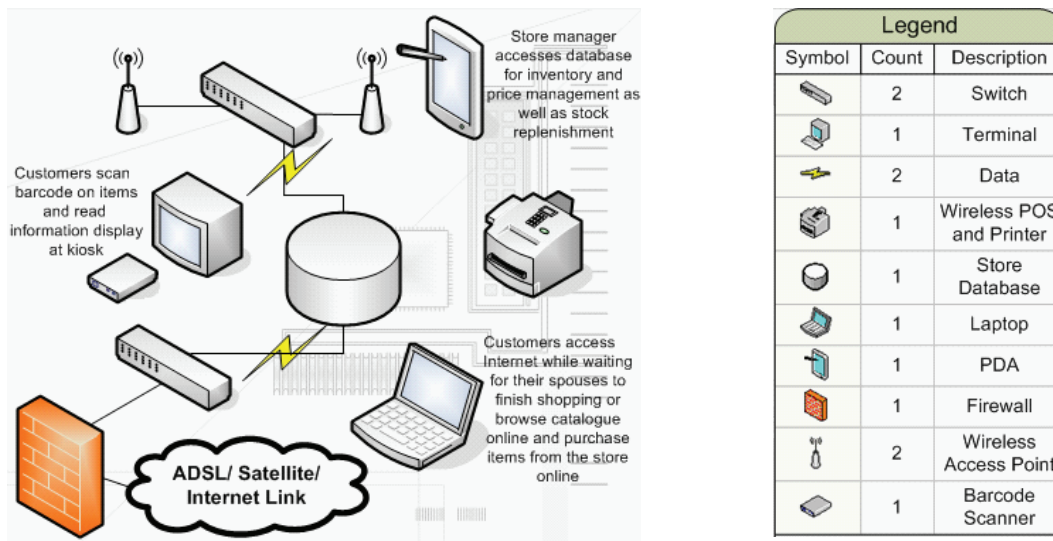 Store manager
accesses database
for inventory and
price management as
well as stock
replenishment
Customers scan
barcode on items
and read
information display
at kiosk
Customers access
Internet while waiting
for their spouses to
finish shopping or
browse catalogue
online and purchase
items from the store
online
ADSL/ Satellite/
Internet Link
Legend
Symbol Count Description
2 Switch
1 Terminal
2 Data
1 Wireless POS
and Printer
1 Store
Database
1 Laptop
1 PDA
1 Firewall
2 Wireless
Access Point
1 Barcode
Scanner